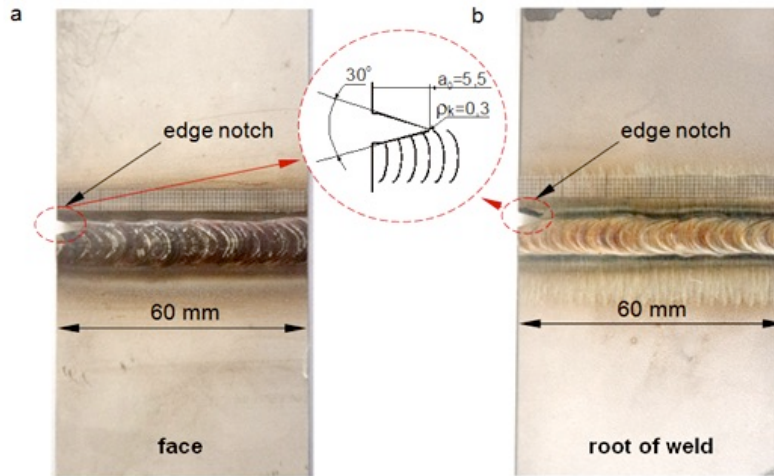 a
b
30°
a₀=5,5
ρk=0,3
edge notch
edge notch
60 mm
60 mm
face
root of weld